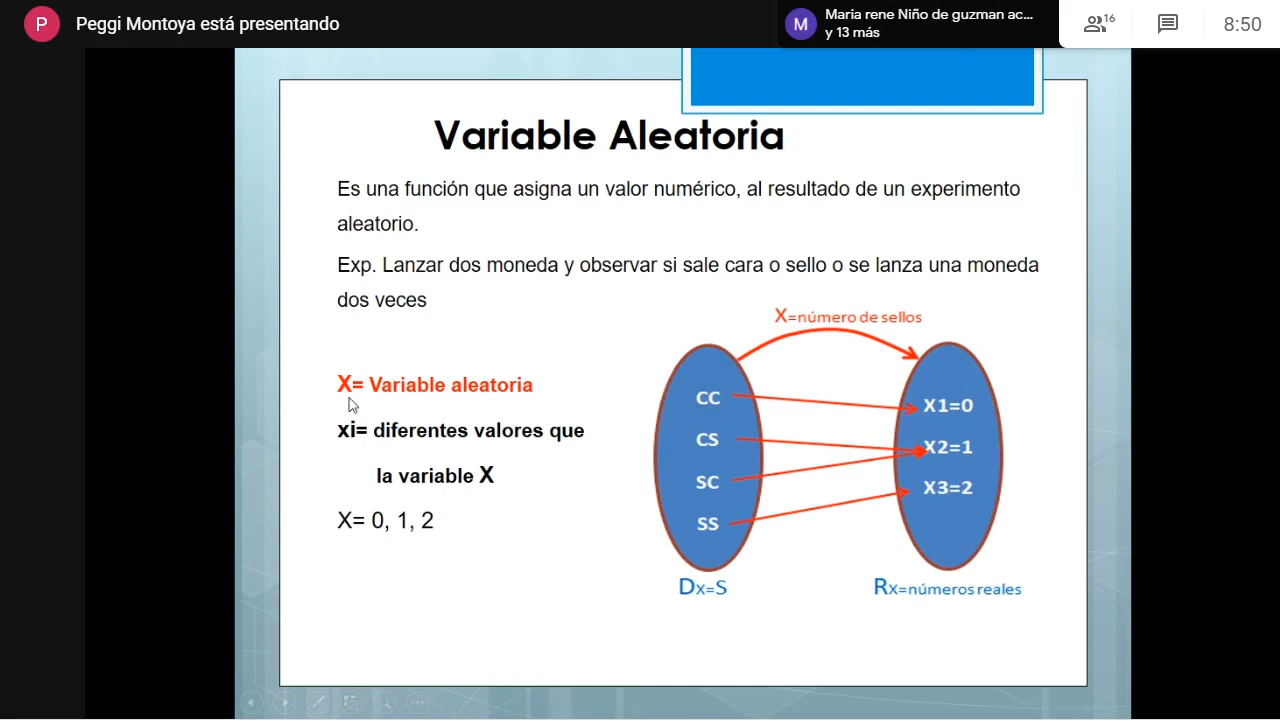 P
Peggi Montoya está presentando
M
Maria rene Niño de guzman ac...
y 13 más
16
8:50
Variable Aleatoria
Es una función que asigna un valor numérico, al resultado de un experimento
aleatorio.
Exp. Lanzar dos moneda y observar si sale cara o sello o se lanza una moneda
dos veces
X=número de sellos
X= Variable aleatoria
xi= diferentes valores que
la variable X
X= 0, 1, 2
CC
CS
SC
SS
X1=0
X2=1
X3=2
Dx=S
Rx=números reales